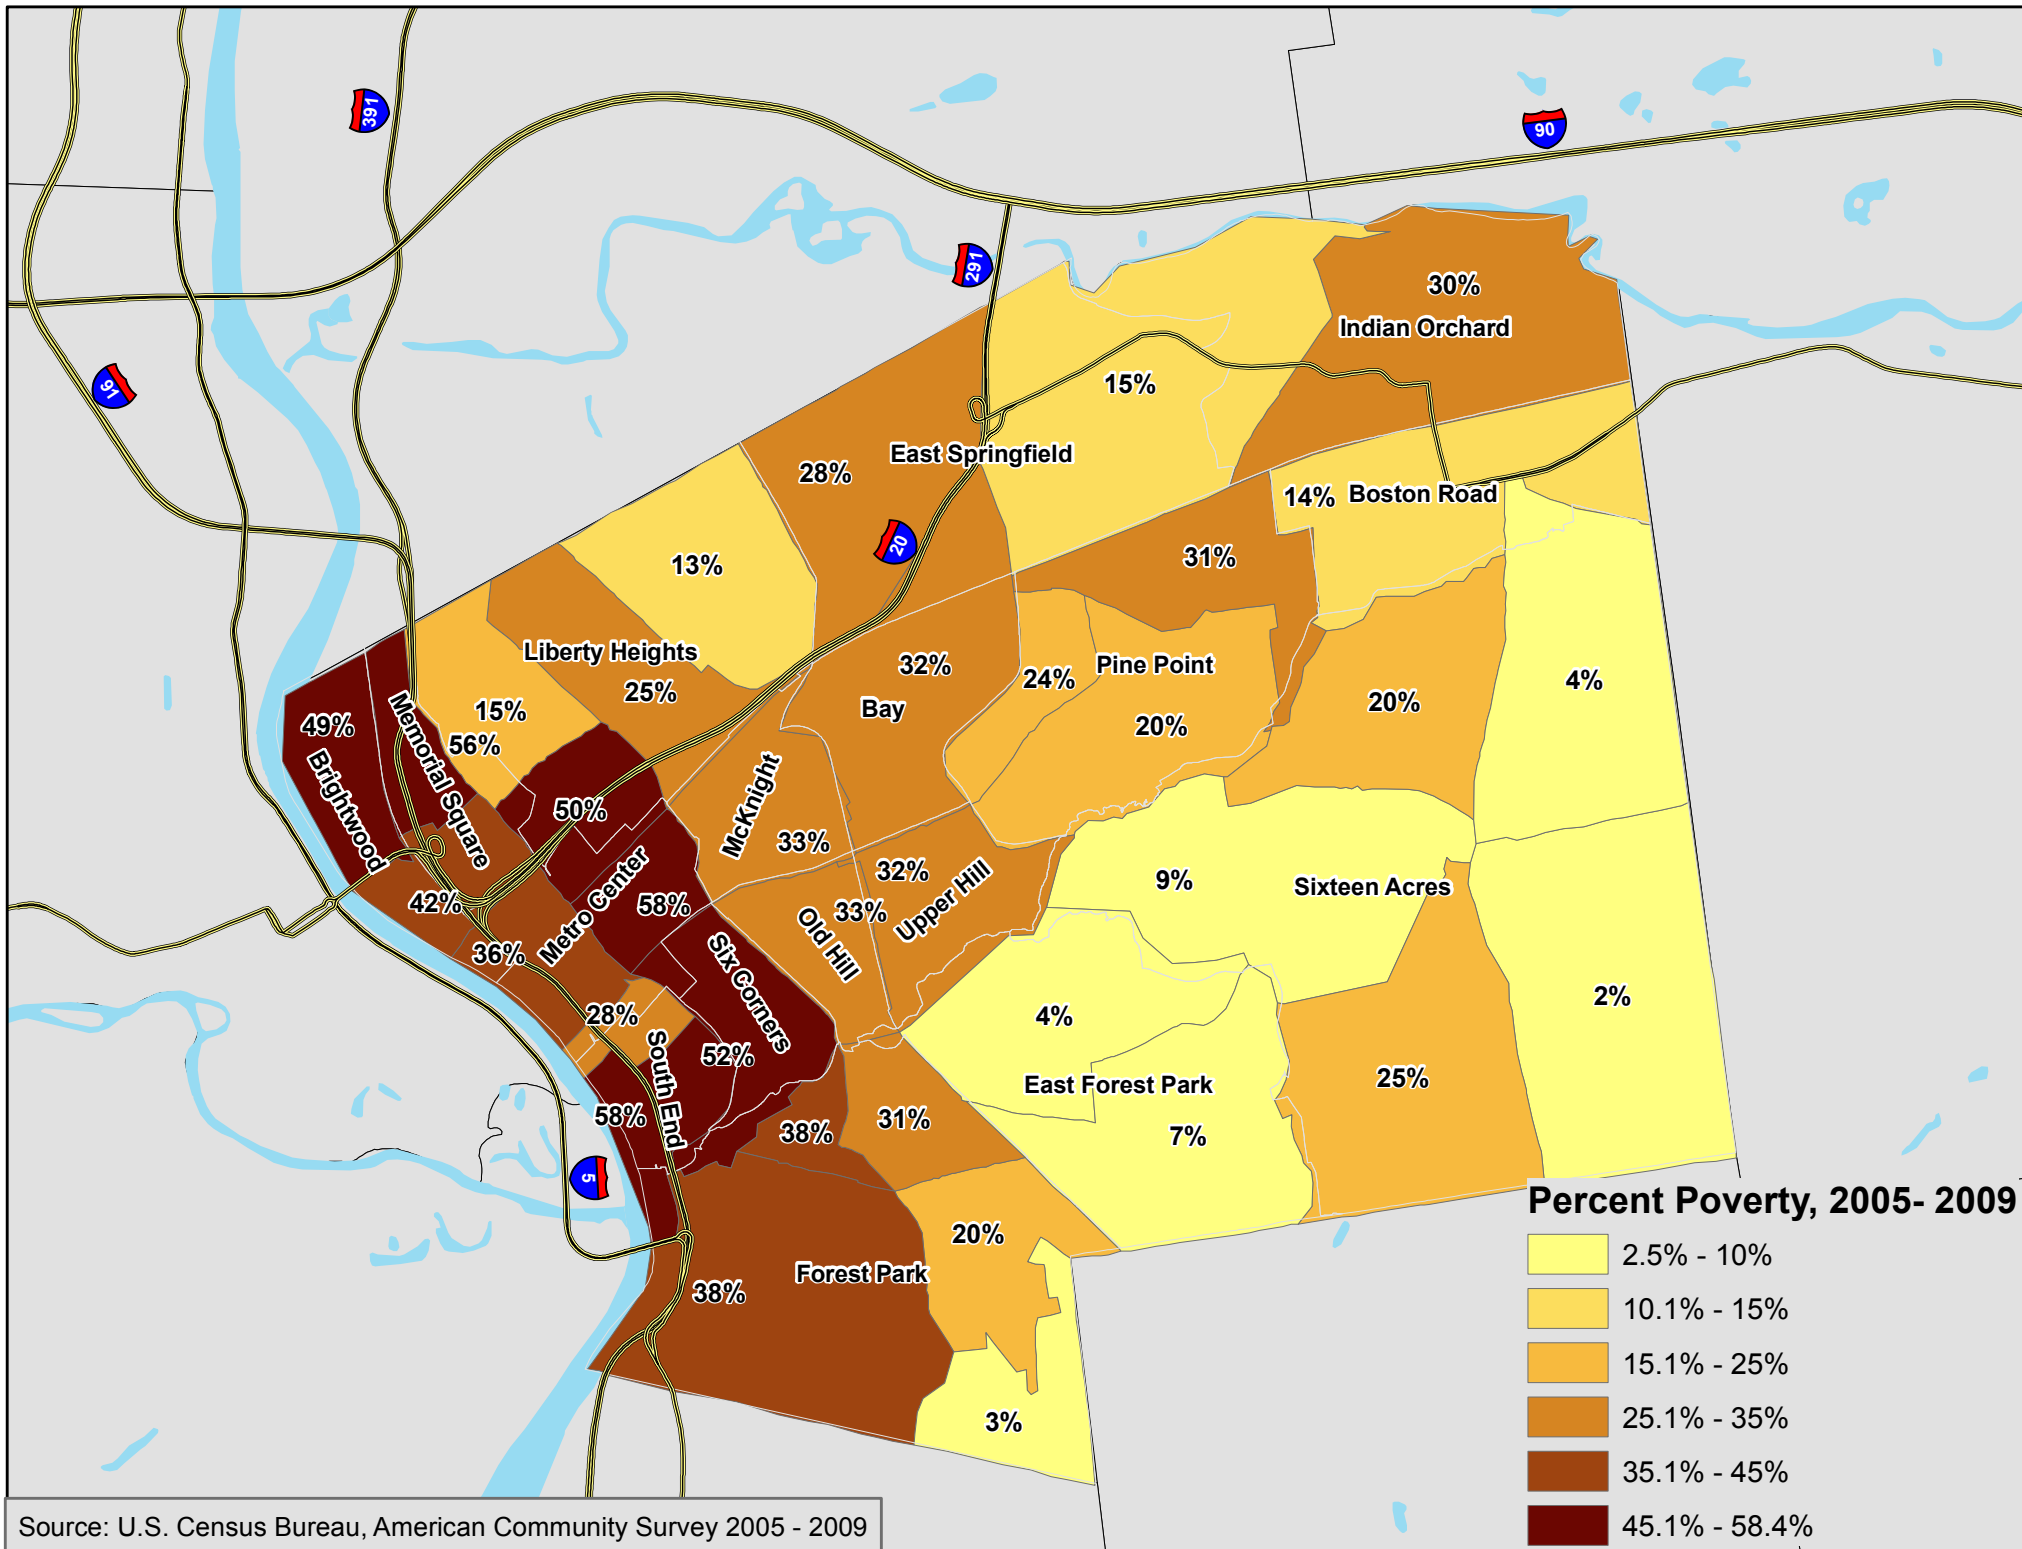 391
90
291
30%
Indian Orchard
91
15%
East Springfield
28%
14%
Boston Road
20
13%
31%
Liberty Heights
25%
32%
Bay
24%
Pine Point
20%
20%
4%
49%
Brightwood
Memorial Square
15%
56%
50%
McKnight
33%
32%
Upper Hill
33%
Old Hill
9%
Sixteen Acres
42%
36%
Metro Center
58%
Six Corners
28%
South End
52%
4%
2%
East Forest Park
7%
25%
58%
38%
31%
5
20%
Forest Park
38%
3%
Percent Poverty, 2005- 2009
2.5% - 10%
10.1% - 15%
15.1% - 25%
25.1% - 35%
35.1% - 45%
45.1% - 58.4%
Source: U.S. Census Bureau, American Community Survey 2005 - 2009